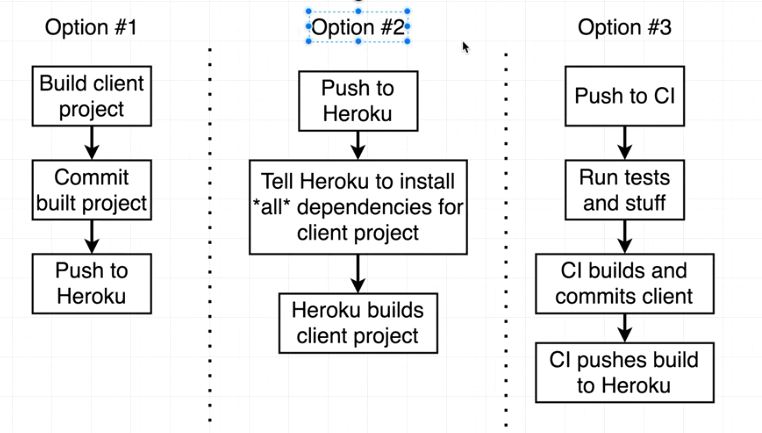 Option #1
Build client
project
Commit
built project
Push to
Heroku
Option #2
Push to
Heroku
Tell Heroku to install
*all* dependencies for
client project
Heroku builds
client project
Option #3
Push to CI
Run tests
and stuff
CI builds and
commits client
CI pushes build
to Heroku